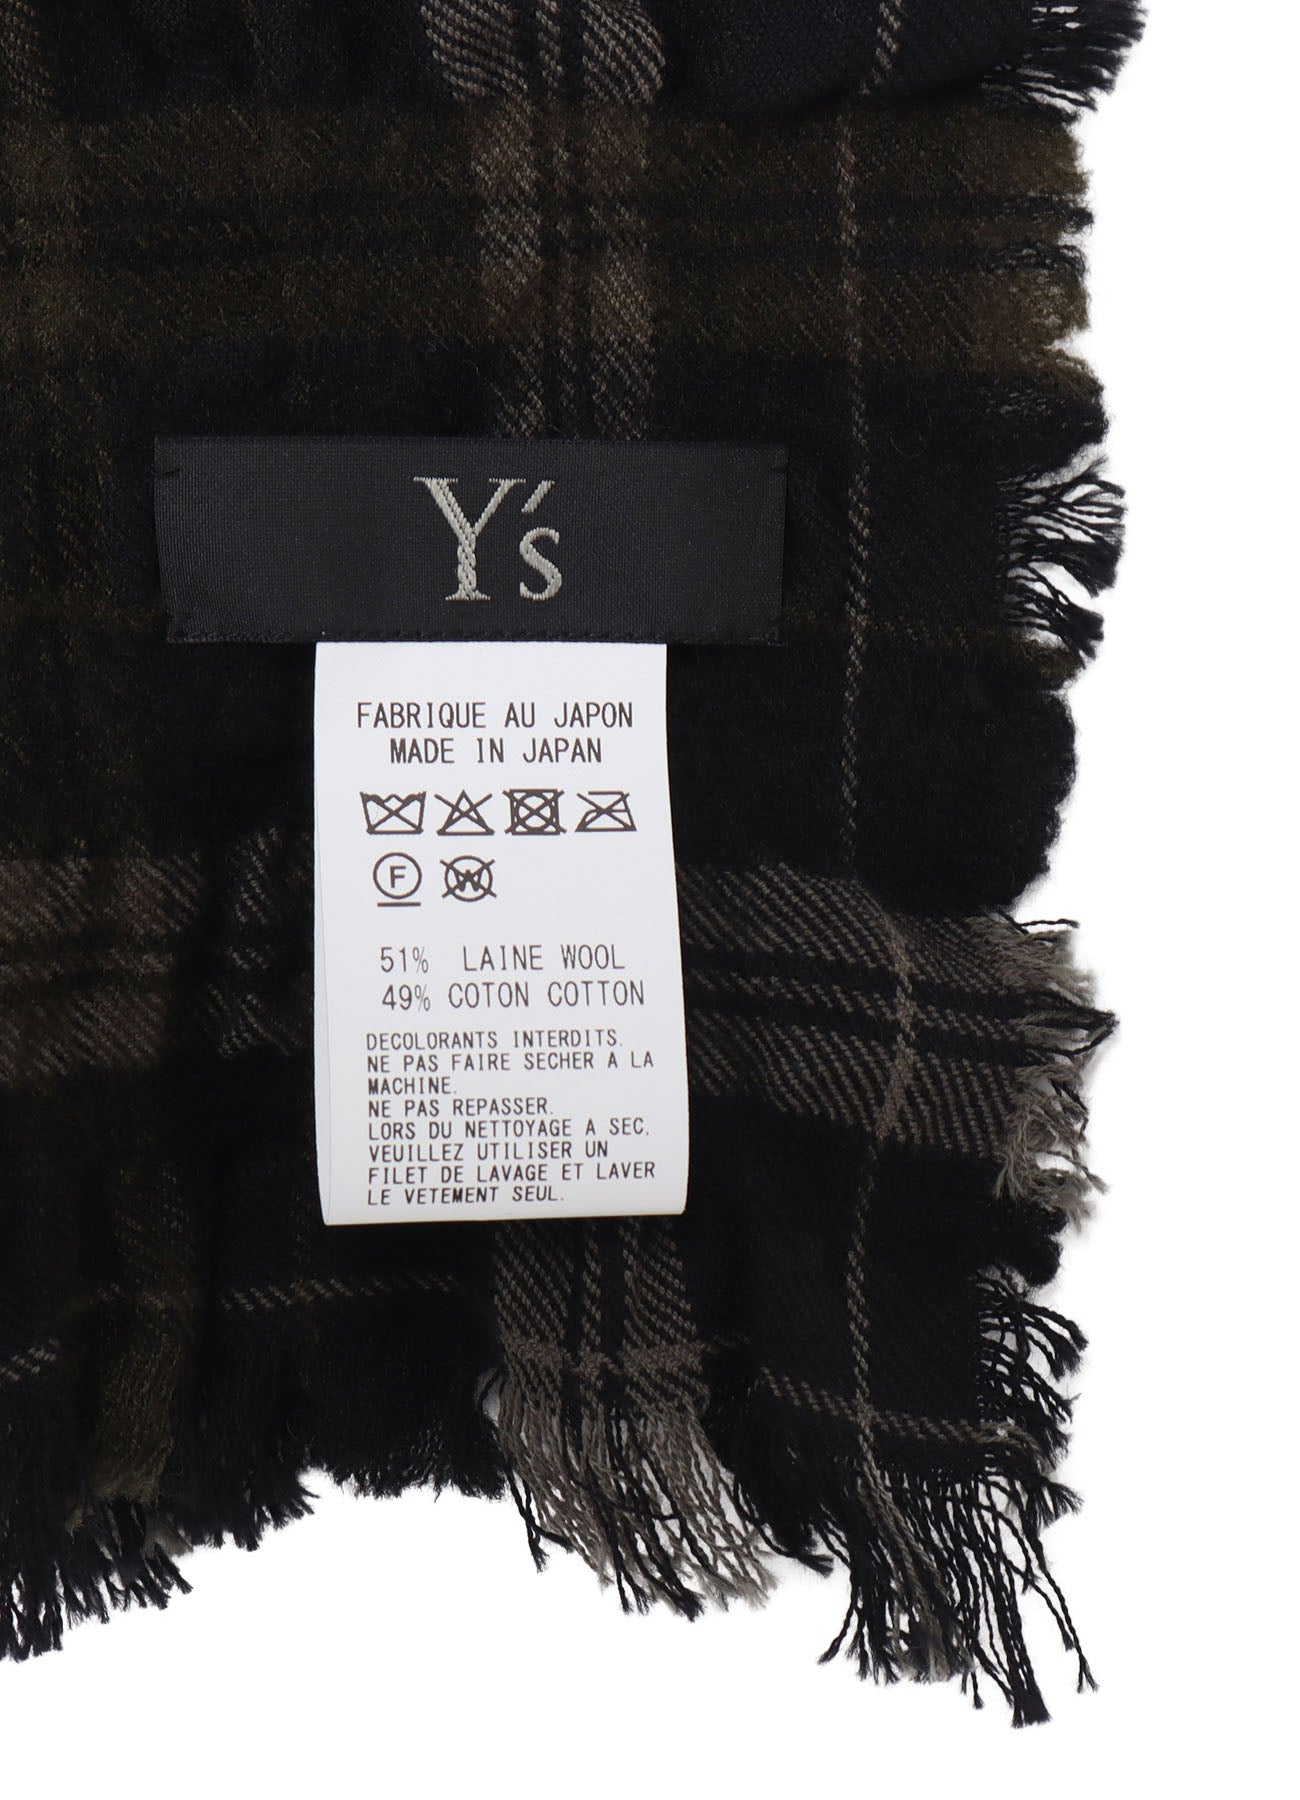 Y's
FABRIQUE AU JAPON
MADE IN JAPAN
F W
51% LAINE WOOL
49% COTON COTTON
DECOLORANTS INTERDITS.
NE PAS FAIRE SECHER A LA
MACHINE.
NE PAS REPASSER.
LORS DU NETTOYAGE A SEC,
VEUILLEZ UTILISER UN
FILET DE LAVAGE ET LAVER
LE VETEMENT SEUL.